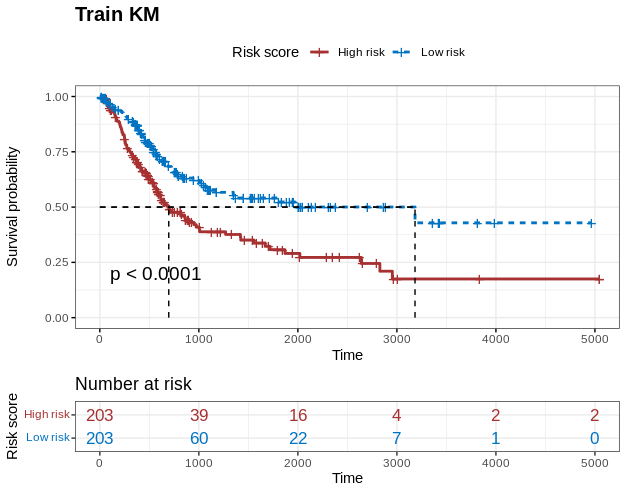 Train KM
Risk score High risk Low risk
Survival probability
1.00
0.75
0.50
0.25
0.00
p < 0.0001
0 1000 2000 3000 4000 5000
Time
Number at risk
Risk score
High risk 203 39 16 4 2 2
Low risk 203 60 22 7 1 0
0 1000 2000 3000 4000 5000
Time